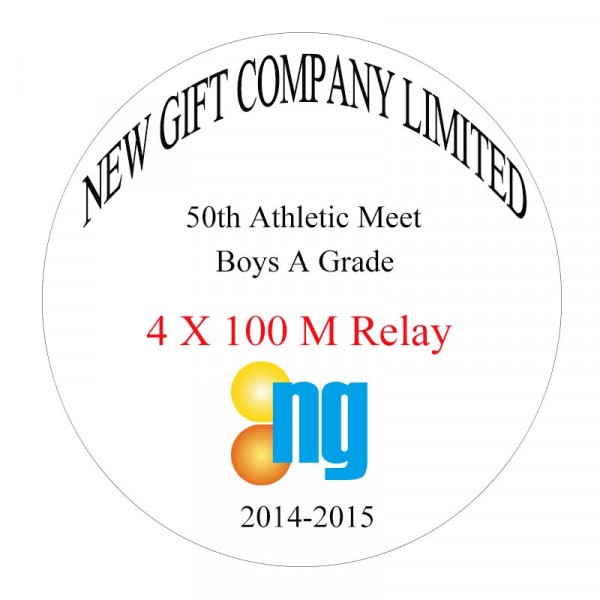 NEW GIFT COMPANY LIMITED
50th Athletic Meet
Boys A Grade
4 X 100 M Relay
ng
2014-2015